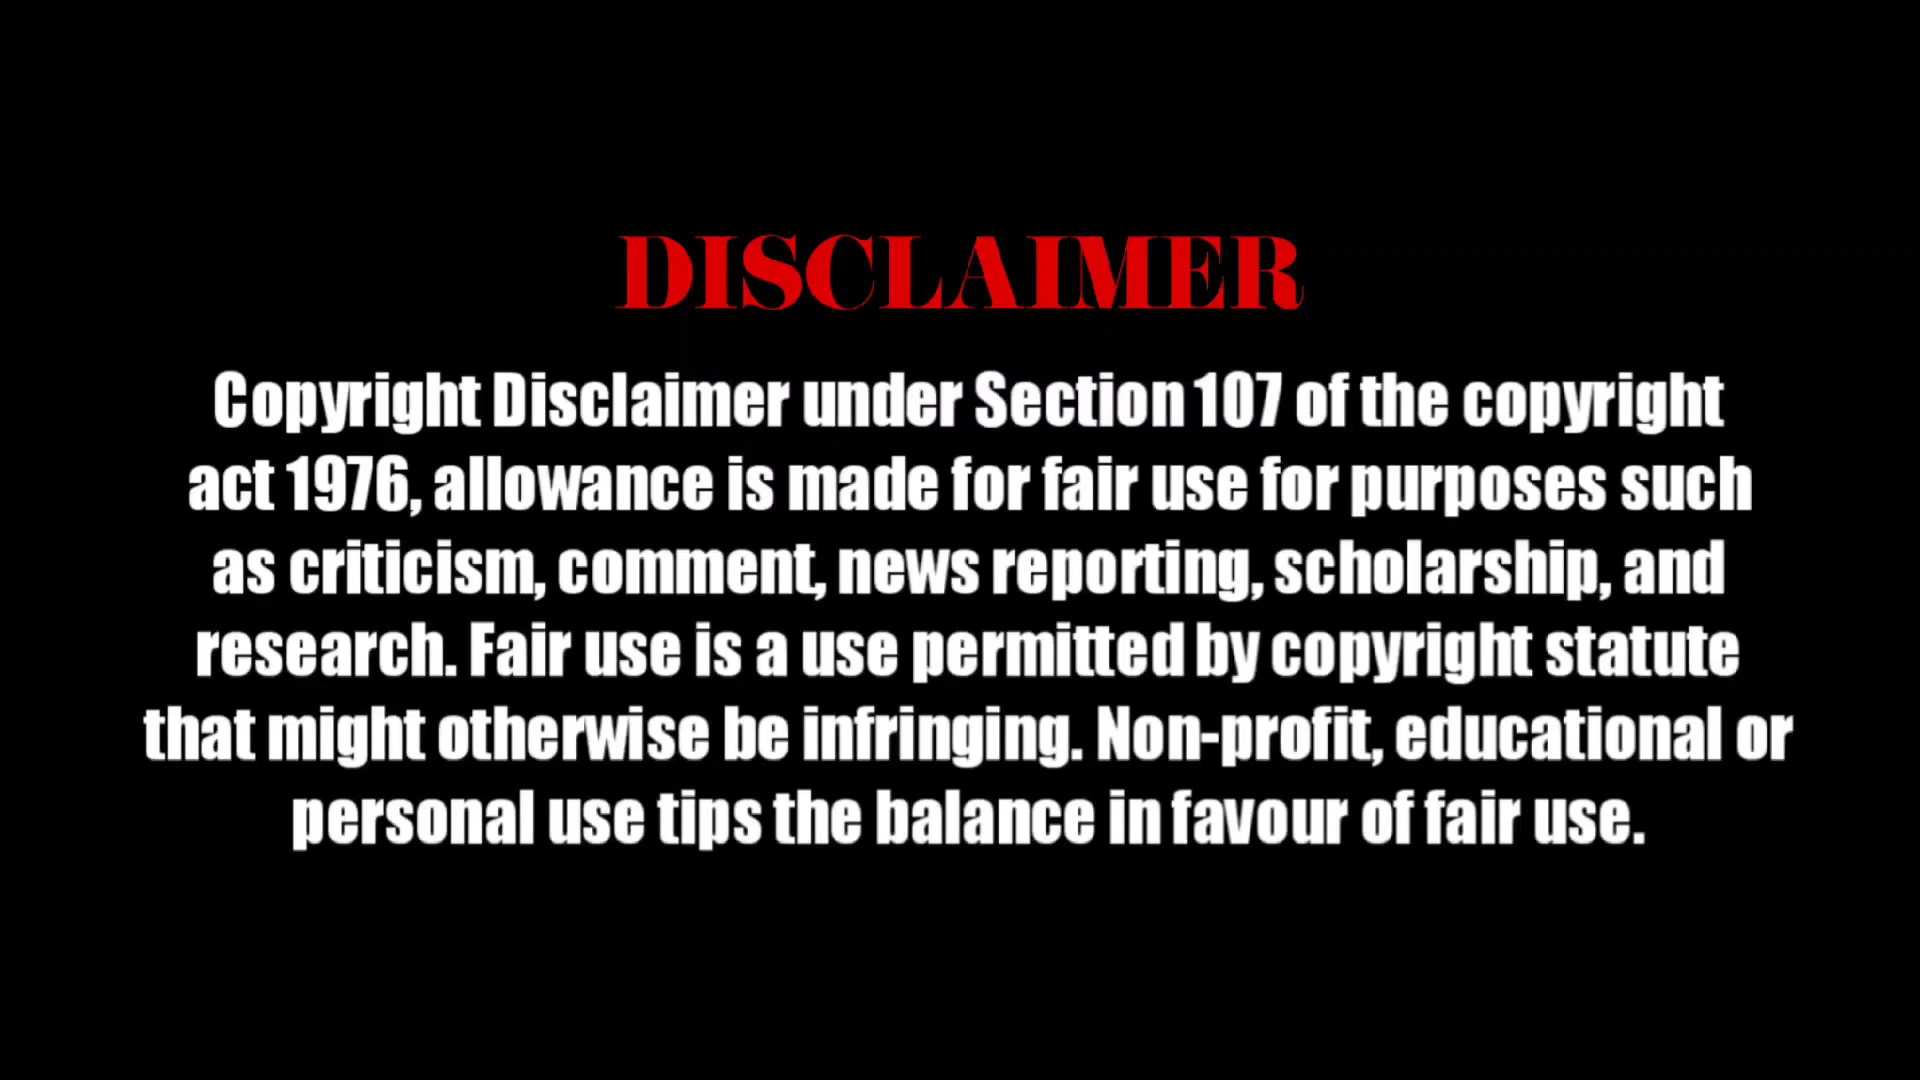 DISCLAIMER
Copyright Disclaimer under Section 107 of the copyright
act 1976, allowance is made for fair use for purposes such
as criticism, comment, news reporting, scholarship, and
research. Fair use is a use permitted by copyright statute
that might otherwise be infringing. Non-profit, educational or
personal use tips the balance in favour of fair use.